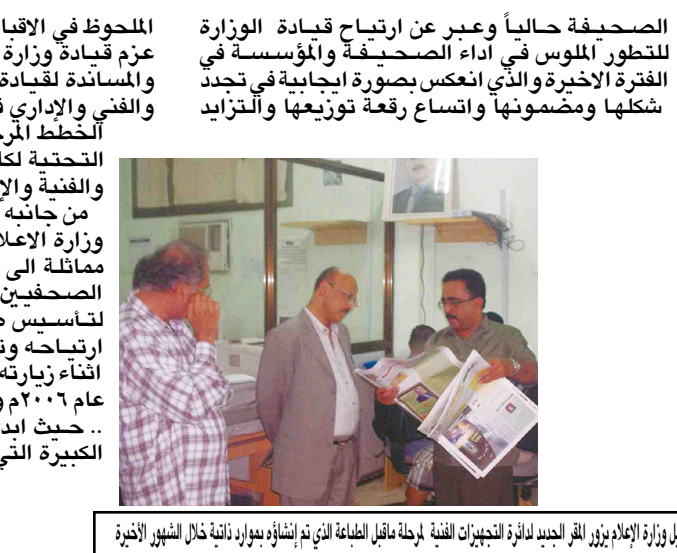 الصحيفة حالياً وعبر عن ارتياح قيادة الوزارة
للتطور الملوس في اداء الصحيفة والمؤسسة في
الفترة الاخيرة والذي انعكس بصورة ايجابية في تجدد
شكلها ومضمونها واتساع رقعة توزيعها والتزايد
الملحوظ في الاقبا
عزم قيادة وزارة
والمساندة لقيادة
والفني والإداري
الخطط المر
التحتية لكا
والفنية والإ
من جانبه
وزارة الاعلا
مماثلة الى
الصحفيين
لتأسيس
ارتياحه وت
اثناء زيارته
عام ٢٠٠٦م و
.. حيث ابد
الكبيرة التي
يل وزارة الإعلام يزور المقر الجديد لدائرة التجهيزات الفنية لمرحلة ماقبل الطباعة الذي تم إنشاؤه بموارد ذاتية خلال الشهور الأخيرة